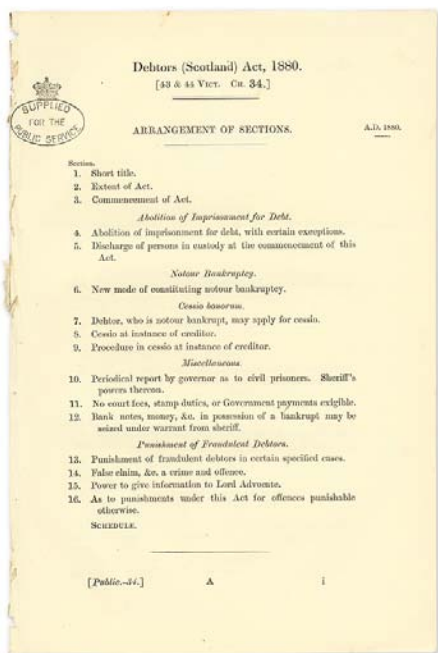 Debtors (Scotland) Act, 1880.
[43 & 44 VICT. CH. 34.]
SUPPLIED
FOR THE
PUBLIC SERVICE
ARRANGEMENT OF SECTIONS.
A.D. 1880.
Section.
1. Short title.
2. Extent of Act.
3. Commencement of Act.
Abolition of Imprisonment for Debt.
4. Abolition of imprisonment for debt, with certain exceptions.
5. Discharge of persons in custody at the commencement of this
Act.
Notour Bankruptcy.
6. New mode of constituting notour bankruptcy.
Cessio bonorum.
7. Debtor, who is notour bankrupt, may apply for cessio.
8. Cessio at instance of creditor.
9. Procedure in cessio at instance of creditor.
Miscellaneous.
10. Periodical report by governor as to civil prisoners. Sheriff's
powers thereon.
11. No court fees, stamp duties, or Government payments exigible.
12. Bank notes, money, &c. in possession of a bankrupt may be
seized under warrant from sheriff.
Punishment of Fraudulent Debtors.
13. Punishment of fraudulent debtors in certain specified cases.
14. False claim, &c. a crime and offence.
15. Power to give information to Lord Advocate.
16. As to punishments under this Act for offences punishable
otherwise.
SCHEDULE.
[Public.-34.] A i